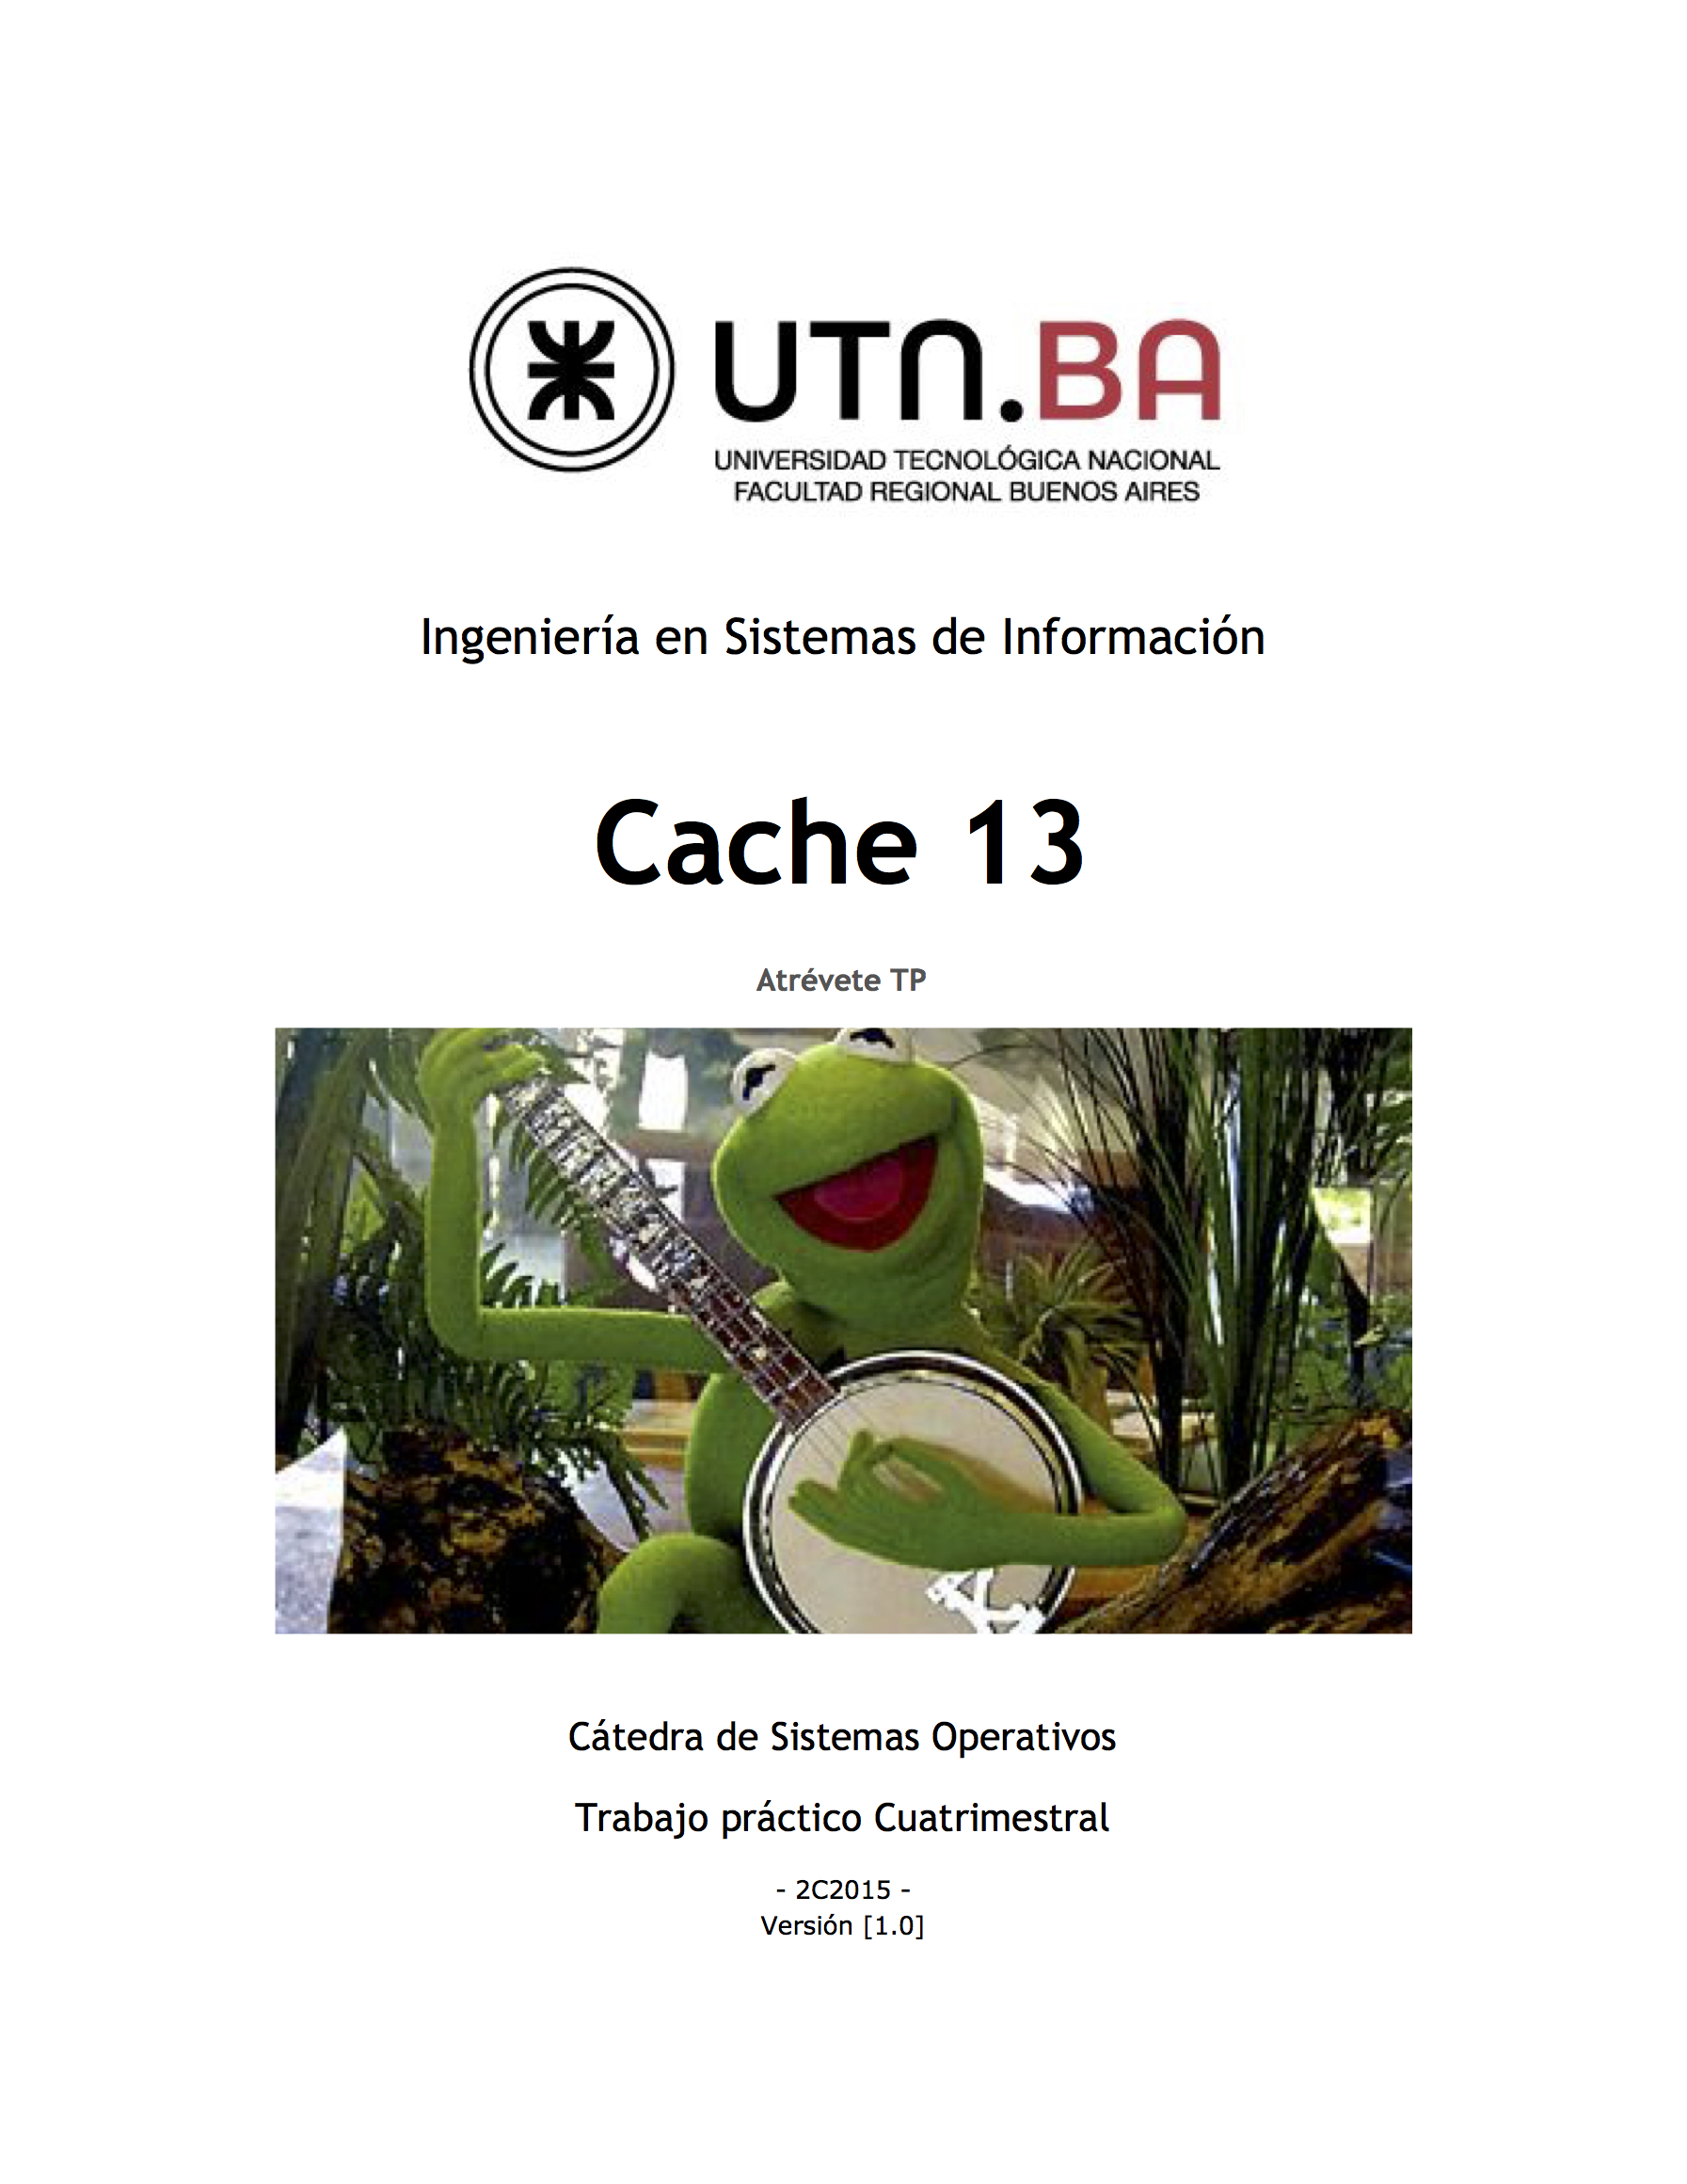 UTN.BA
UNIVERSIDAD TECNOLÓGICA NACIONAL
FACULTAD REGIONAL BUENOS AIRES
Ingeniería en Sistemas de Información
Cache 13
Atrévete TP
Cátedra de Sistemas Operativos
Trabajo práctico Cuatrimestral
- 2C2015 -
Versión [1.0]